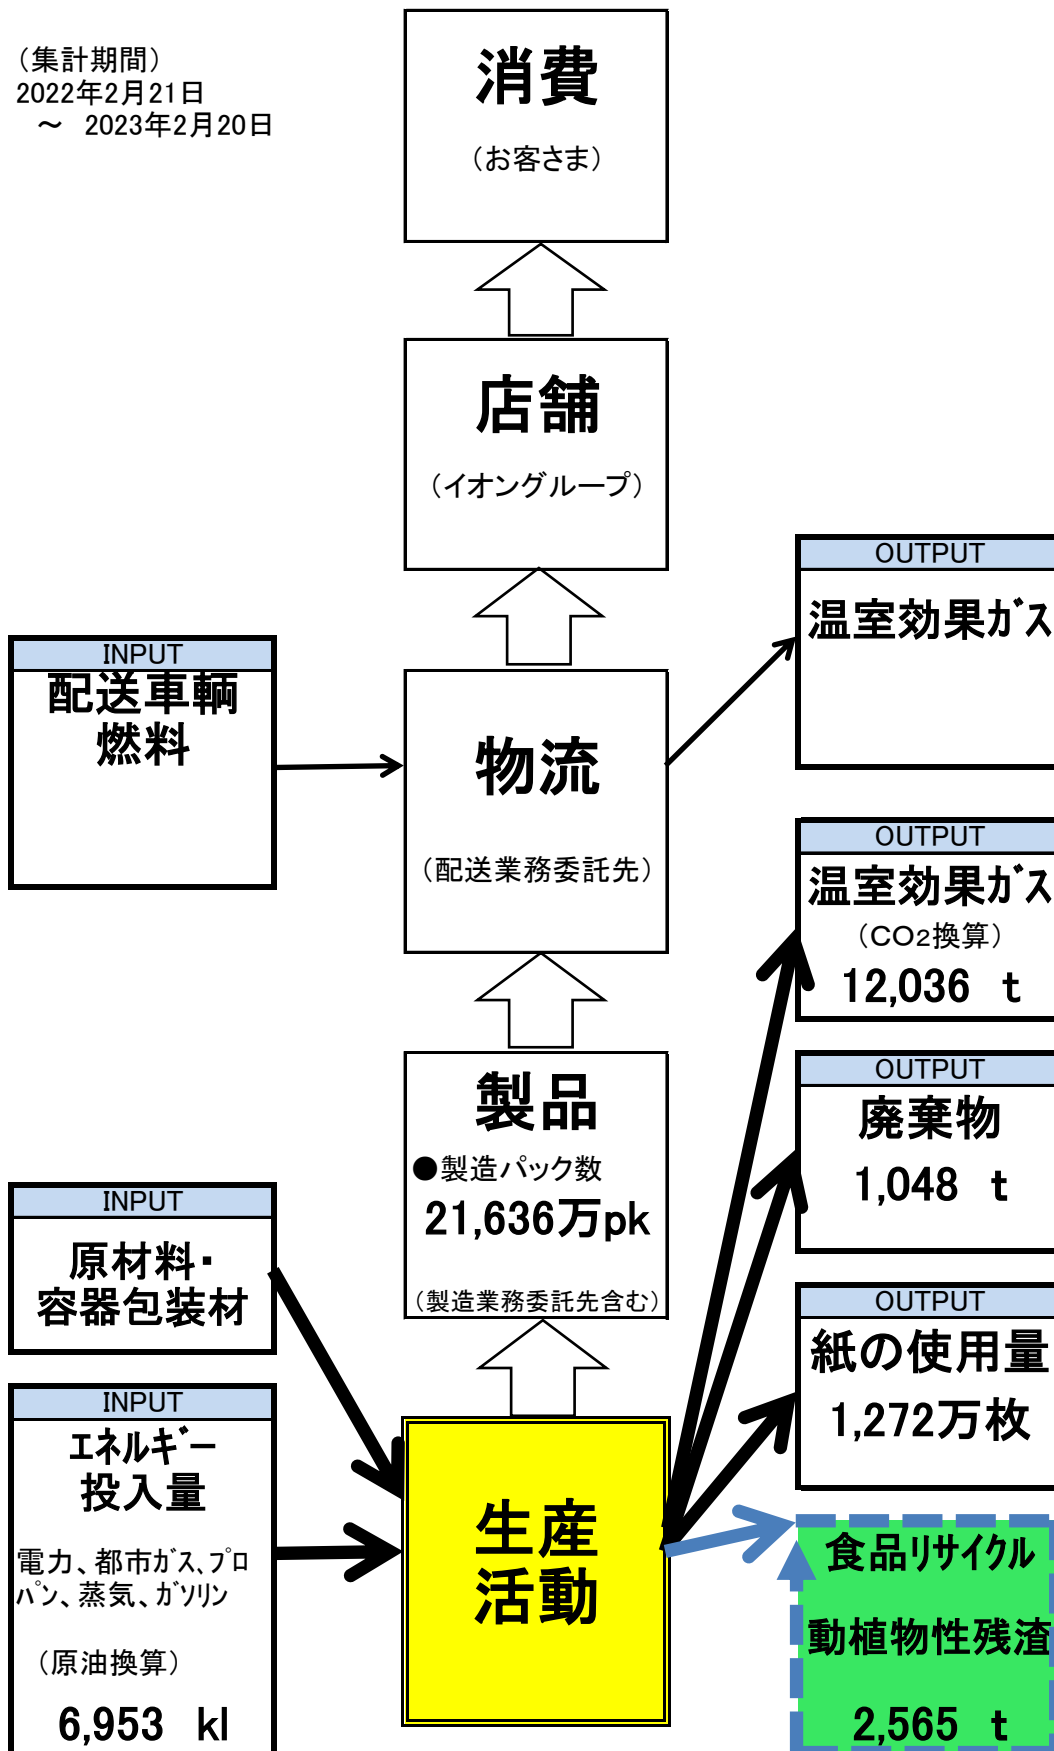 （集計期間）
2022年2月21日
～ 2023年2月20日
消費
（お客さま）
店舗
（イオングループ）
OUTPUT
温室効果ガス
INPUT
配送車輌
燃料
物流
（配送業務委託先）
OUTPUT
温室効果ガス
（CO2換算）
12,036 t
製品
●製造パック数
21,636万pk
（製造業務委託先含む）
OUTPUT
廃棄物
1,048 t
INPUT
原材料・
容器包装材
OUTPUT
紙の使用量
1,272万枚
INPUT
エネルギー
投入量
電力、都市ガス、プロ
パン、蒸気、ガソリン
（原油換算）
6,953 kl
生産
活動
食品リサイクル
動植物性残渣
2,565 t